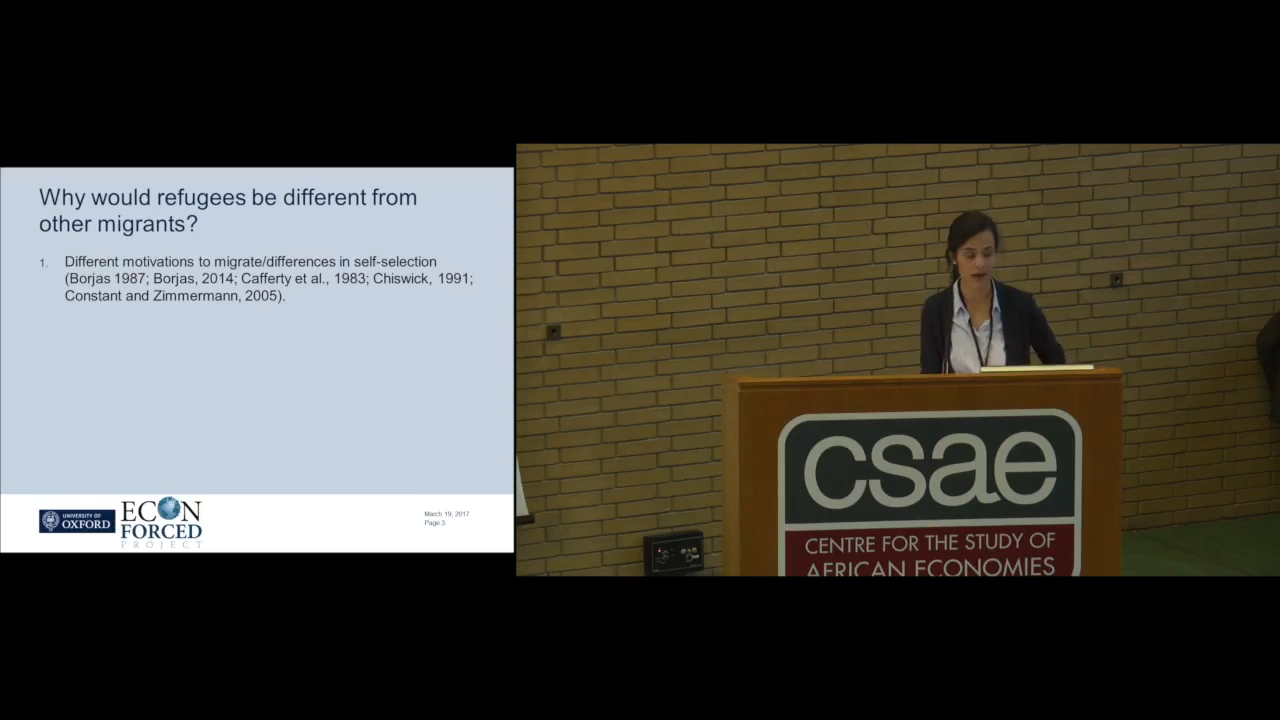 Why would refugees be different from
other migrants?
1. Different motivations to migrate/differences in self-selection
(Borjas 1987; Borjas, 2014; Cafferty et al., 1983; Chiswick, 1991;
Constant and Zimmermann, 2005).
UNIVERSITY OF
OXFORD
ECON
FORCED
PROJECT
March 19, 2017
Page 3
csae
CENTRE FOR THE STUDY OF
AFRICAN ECONOMIES